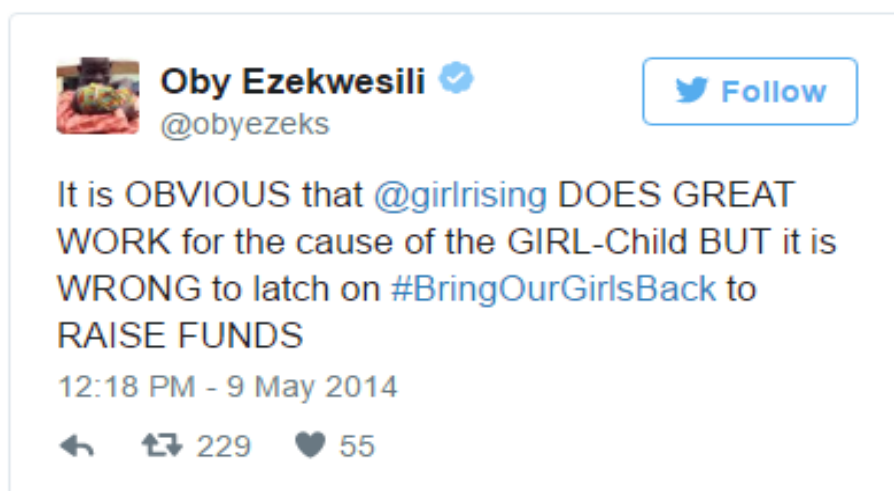 Oby Ezekwesili
Follow
@obyezeks
It is OBVIOUS that @girlrising DOES GREAT
WORK for the cause of the GIRL-Child BUT it is
WRONG to latch on #BringOurGirlsBack to
RAISE FUNDS
12:18 PM - 9 May 2014
229 55